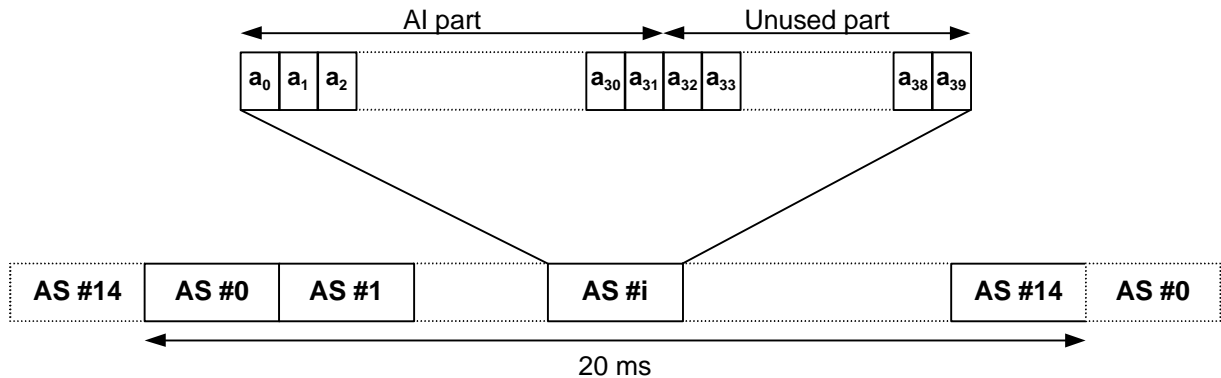 AI part Unused part
a0 a1 a2 a30 a31 a32 a33 a38 a39
AS #14 AS #0 AS #1 AS #i AS #14 AS #0
20 ms